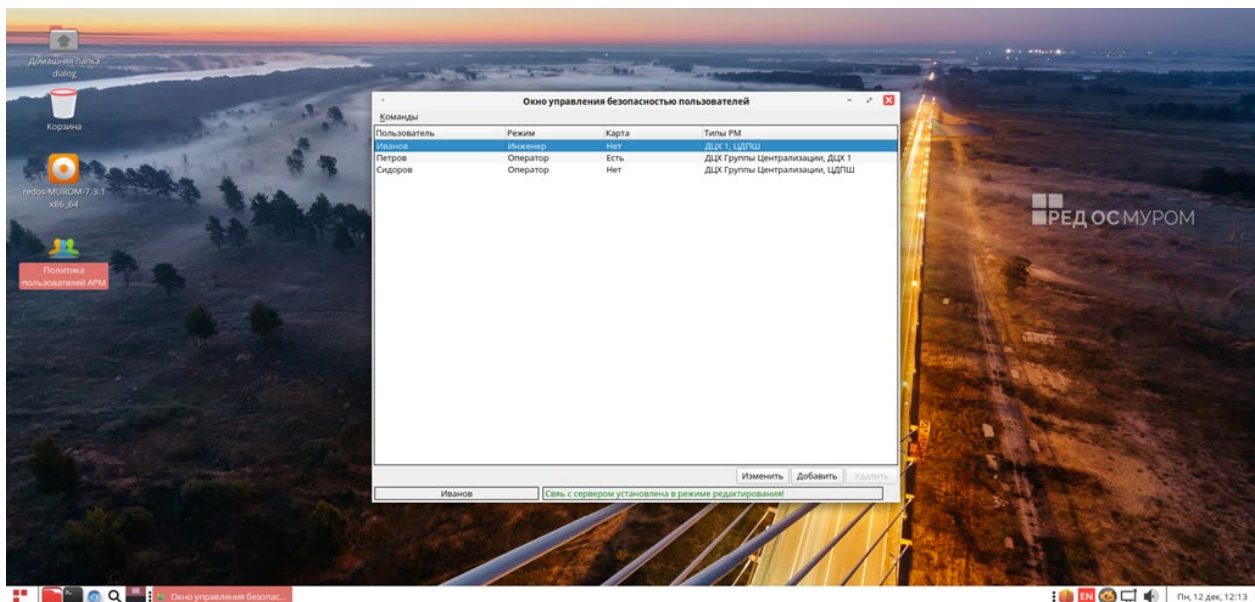 Домашняя папка
dialog
Корзина
redos-MUROM-7.3.1
x86_64
Политика
пользователей АРМ
Окно управления безопасностью пользователей
Команды
Пользователь Режим Карта Типы РМ
Иванов Инженер Нет ДЦХ 1, ЦДПШ
Петров Оператор Есть ДЦХ Группы Централизации, ДЦХ 1
Сидоров Оператор Нет ДЦХ Группы Централизации, ЦДПШ
Изменить Добавить Удалить
Иванов Связь с сервером установлена в режиме редактирования!
РЕД ОС МУРОМ
Окно управления безопас...
EN Пн, 12 дек, 12:13